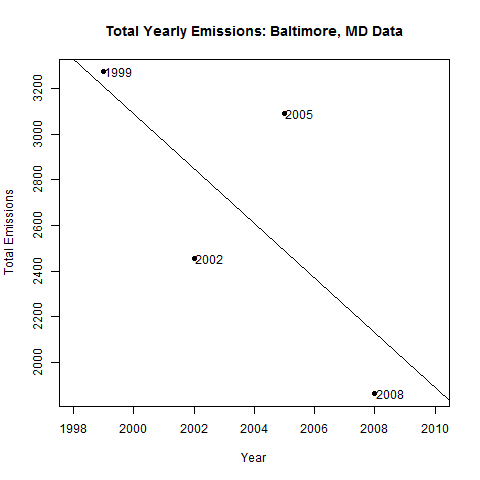 Total Yearly Emissions: Baltimore, MD Data
Total Emissions
3200
3000
2800
2600
2400
2200
2000
1999
2005
2002
2008
1998 2000 2002 2004 2006 2008 2010
Year